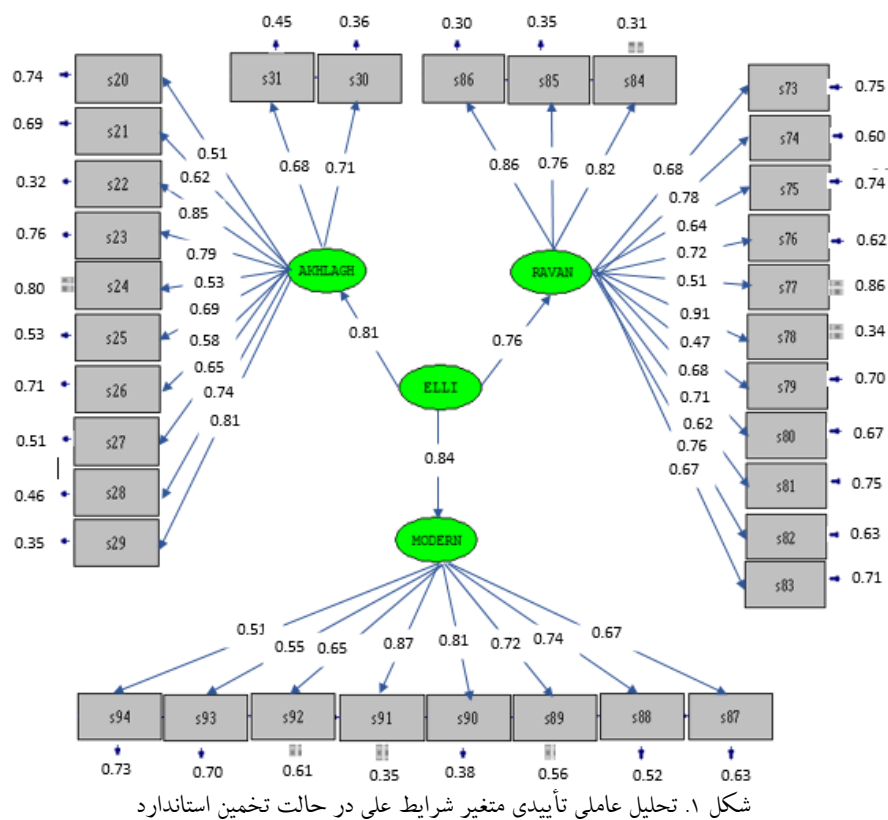 0.45 0.36 0.30 0.35 0.31
s31 s30 s86 s85 s84
0.74 s20 s73 0.75
0.69 s21 s74 0.60
0.32 s22 s75 0.74
0.76 s23 s76 0.62
0.80 s24 s77 0.86
0.53 s25 s78 0.34
0.71 s26 s79 0.70
0.51 s27 s80 0.67
0.46 s28 s81 0.75
0.35 s29 s82 0.63
s83 0.71
0.68 0.71 0.86 0.76 0.82
0.51 0.68
0.62 0.78
0.85 0.64
0.79 0.72
0.53 0.51
0.69 0.91
0.58 0.47
0.65 0.68
0.74 0.71
0.81 0.62
0.76
0.67
AKHLAGH RAVAN
0.81 0.76
ELLI
0.84
MODERN
0.51 0.55 0.65 0.87 0.81 0.72 0.74 0.67
s94 s93 s92 s91 s90 s89 s88 s87
0.73 0.70 0.61 0.35 0.38 0.56 0.52 0.63
شکل ۱. تحلیل عاملی تأییدی متغیر شرایط علی در حالت تخمین استاندارد